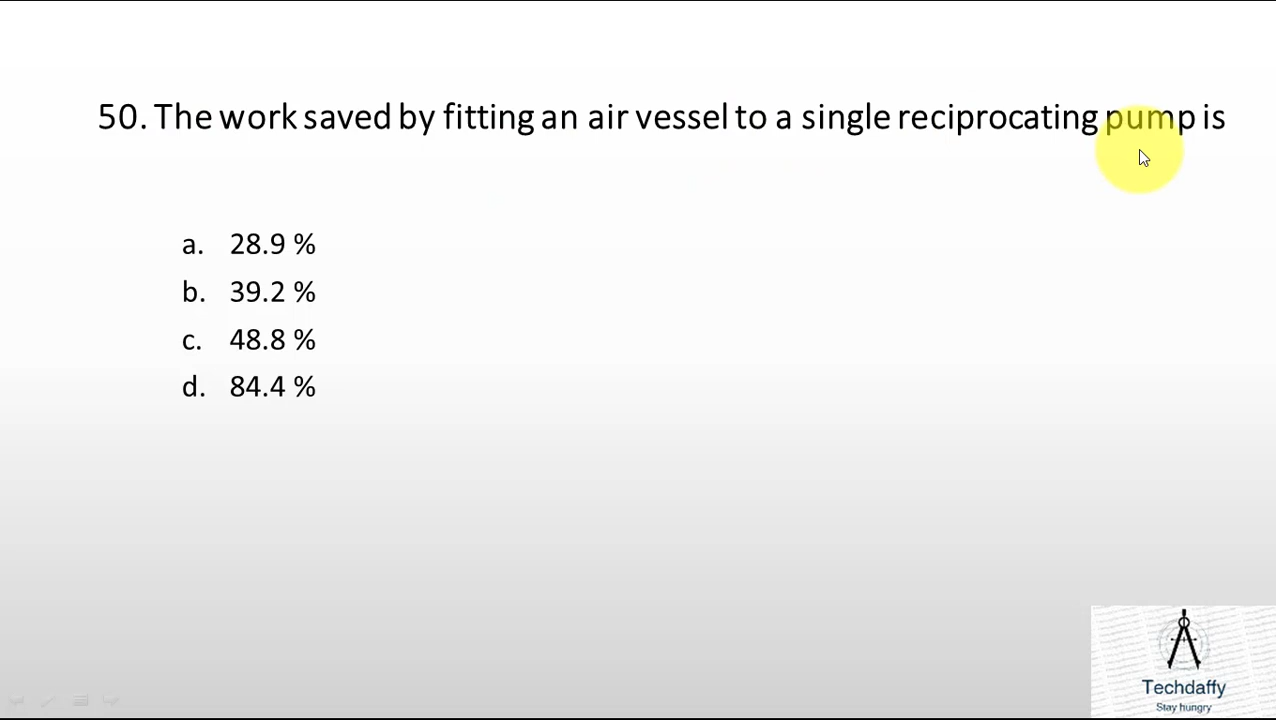 50. The work saved by fitting an air vessel to a single reciprocating pump is
a. 28.9 %
b. 39.2 %
c. 48.8 %
d. 84.4 %
Techdaffy
Stay hungry